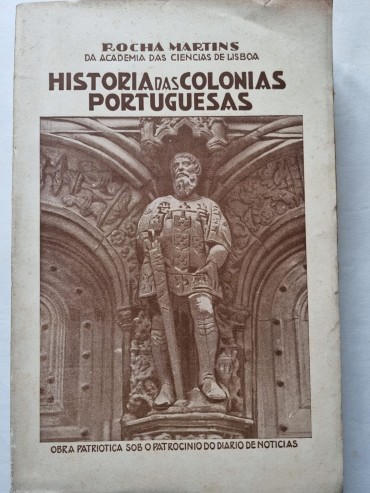 ROCHA MARTINS
DA ACADEMIA DAS CIENCIAS DE LISBOA
HISTORIA DAS COLONIAS
PORTUGUESAS
OBRA PATRIOTICA SOB O PATROCINIO DO DIARIO DE NOTICIAS